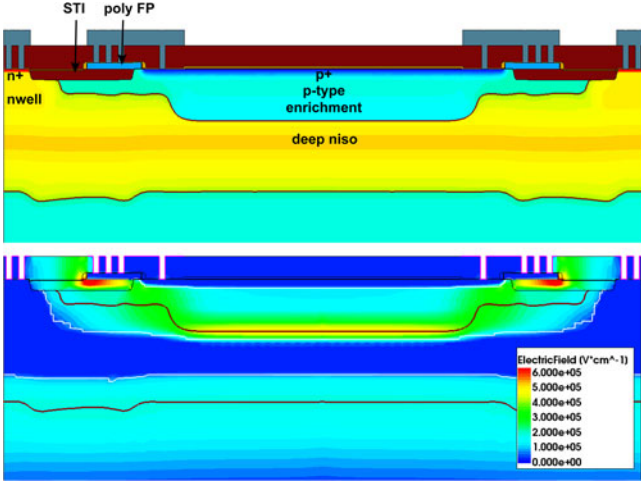 STI
poly FP
n+
p+
nwell
p-type
enrichment
deep niso
ElectricField (V*cm^-1)
6.000e+05
5.000e+05
4.000e+05
3.000e+05
2.000e+05
1.000e+05
0.000e+00